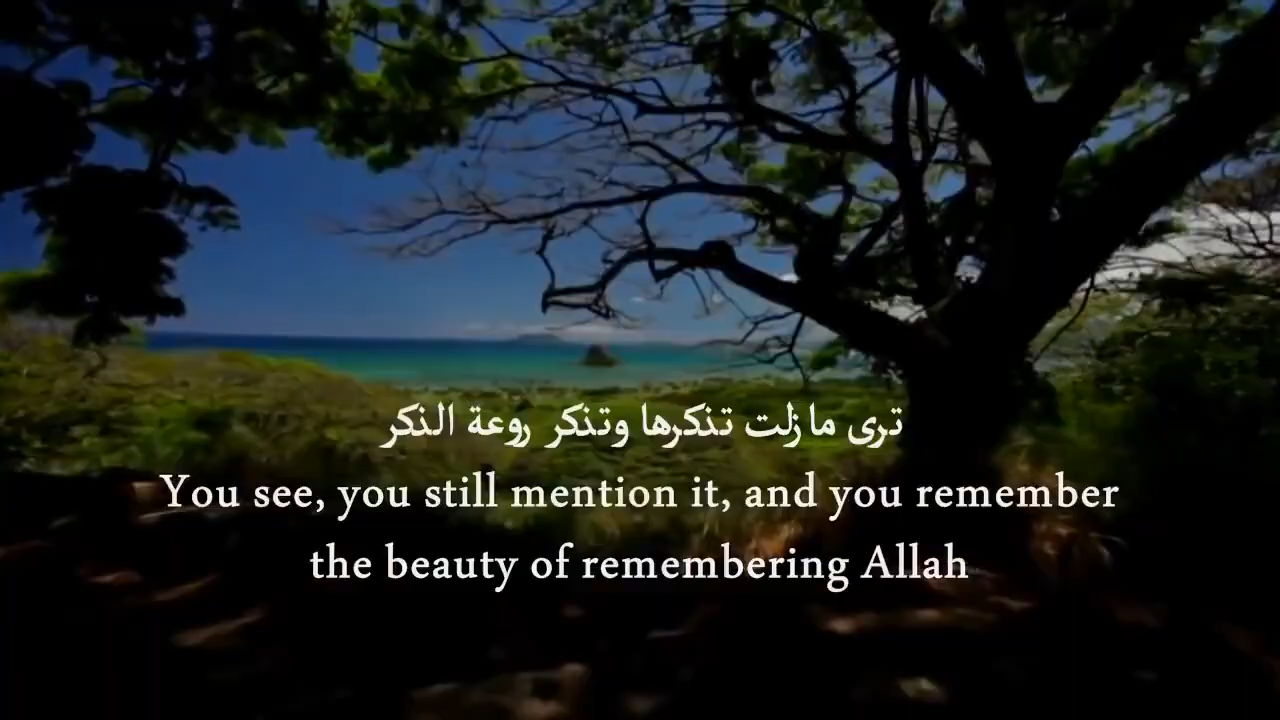 ترى ما زلت تذكرها وتذكر روعة الذكر
You see, you still mention it, and you remember
the beauty of remembering Allah